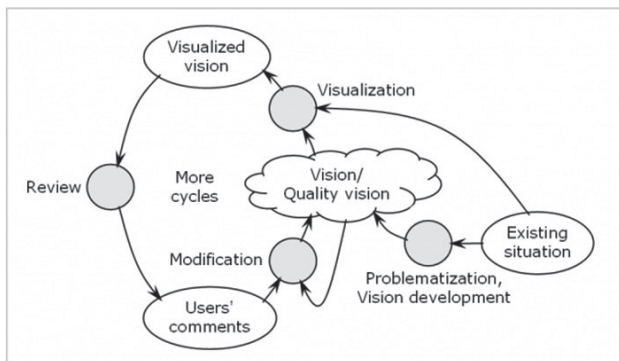 Visualized
vision
Visualization
Review
More
cycles
Vision/
Quality vision
Existing
situation
Modification
Problematization,
Vision development
Users'
comments